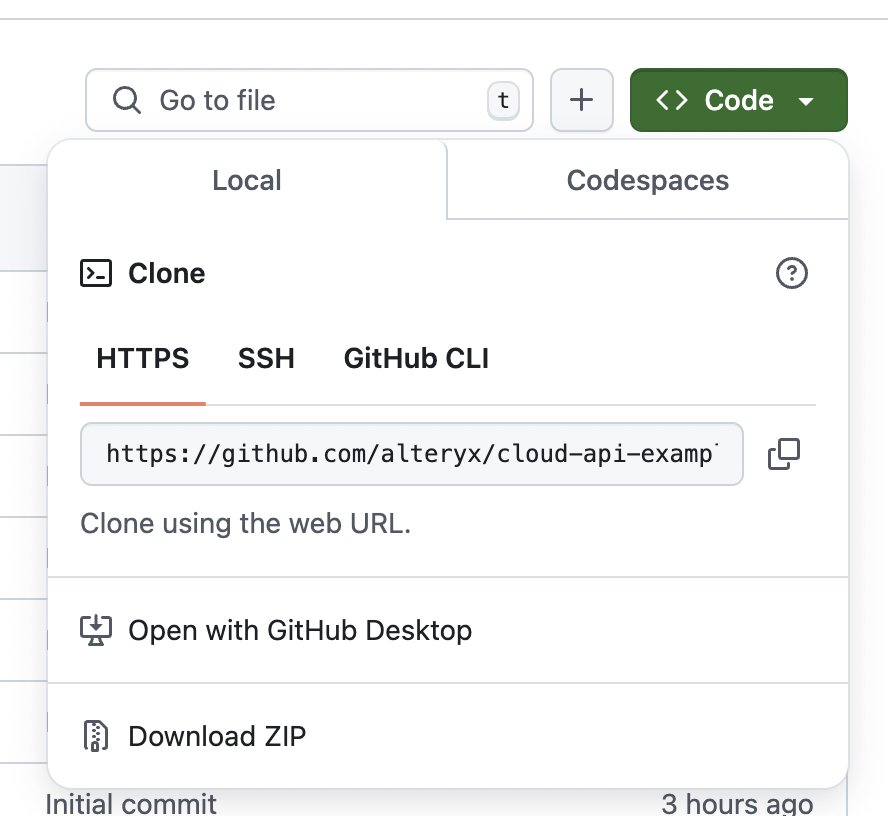 Go to file
t
Code
Local
Codespaces
Clone
HTTPS
SSH
GitHub CLI
https://github.com/alteryx/cloud-api-examp
Clone using the web URL.
Open with GitHub Desktop
Download ZIP
Initial commit
3 hours ago